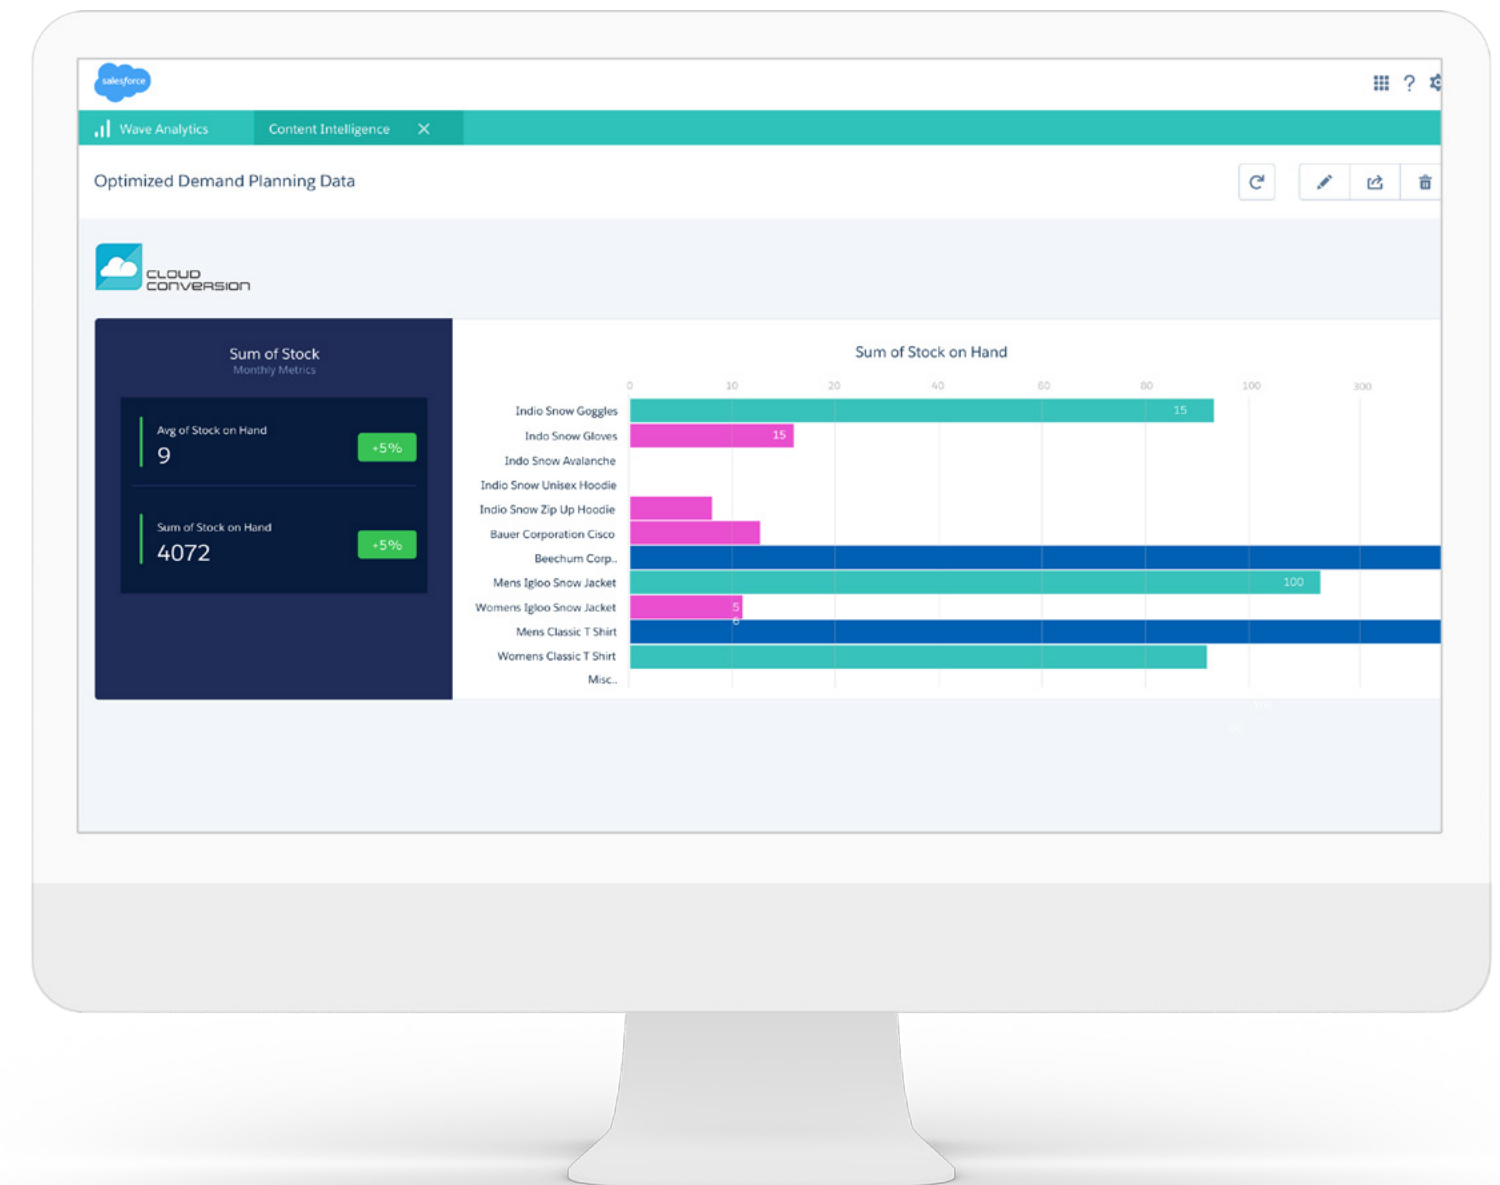 salesforce
?
Wave Analytics
Content Intelligence
Optimized Demand Planning Data
CLOUD
CONVERSION
Sum of Stock
Monthly Metrics
Avg of Stock on Hand
9
+5%
Sum of Stock on Hand
4072
+5%
Sum of Stock on Hand
0 10 20 40 60 80 100 300
Indio Snow Goggles 15
Indo Snow Gloves 15
Indo Snow Avalanche
Indio Snow Unisex Hoodie
Indio Snow Zip Up Hoodie
Bauer Corporation Cisco
Beechum Corp..
Mens Igloo Snow Jacket 100
Womens Igloo Snow Jacket 5
6
Mens Classic T Shirt
Womens Classic T Shirt
Misc..